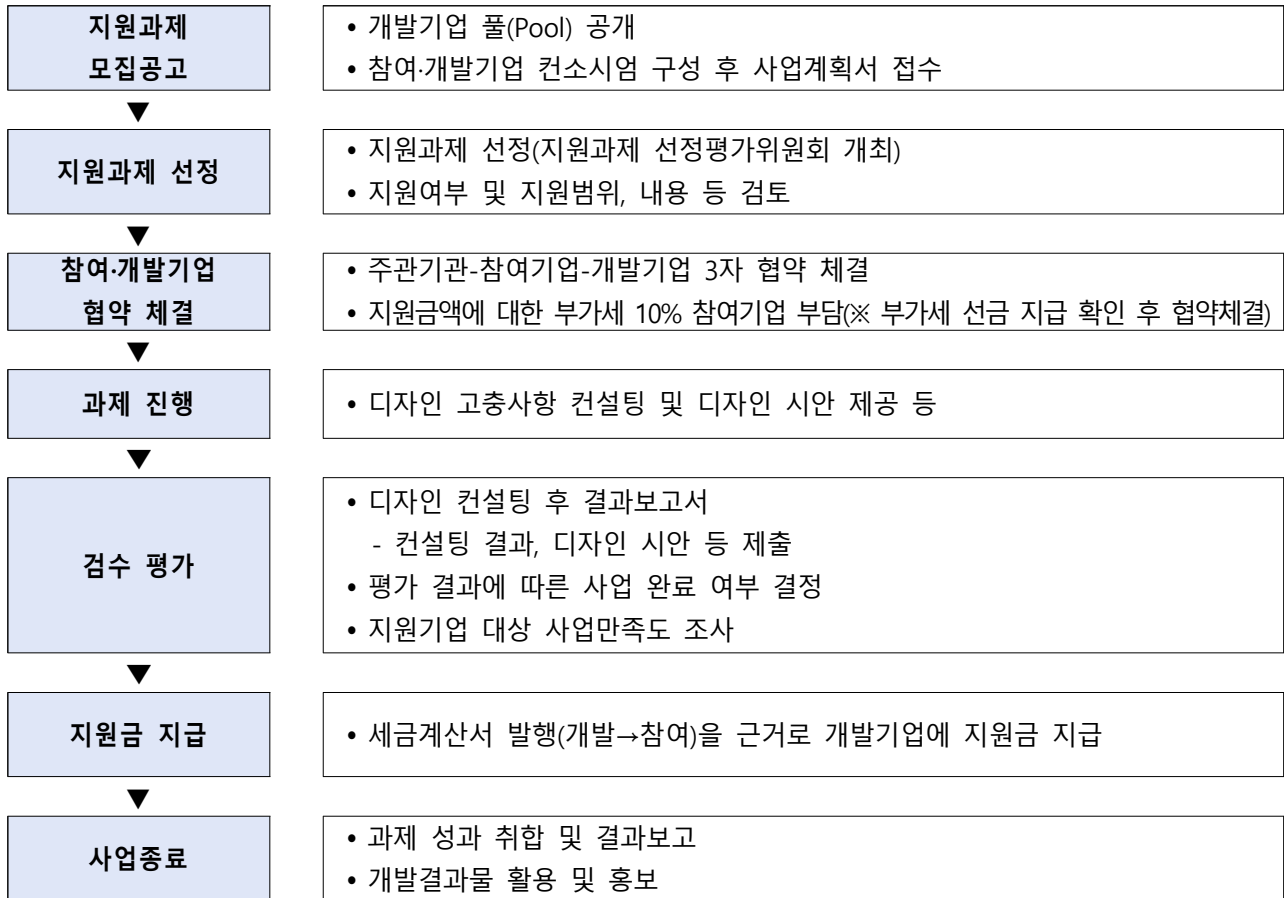 지원과제
모집공고
• 개발기업 풀(Pool) 공개
• 참여·개발기업 컨소시엄 구성 후 사업계획서 접수
▼
지원과제 선정
• 지원과제 선정(지원과제 선정평가위원회 개최)
• 지원여부 및 지원범위, 내용 등 검토
▼
참여·개발기업
협약 체결
• 주관기관-참여기업-개발기업 3자 협약 체결
• 지원금액에 대한 부가세 10% 참여기업 부담(※ 부가세 선금 지급 확인 후 협약체결)
▼
과제 진행
• 디자인 고충사항 컨설팅 및 디자인 시안 제공 등
▼
검수 평가
• 디자인 컨설팅 후 결과보고서
- 컨설팅 결과, 디자인 시안 등 제출
• 평가 결과에 따른 사업 완료 여부 결정
• 지원기업 대상 사업만족도 조사
▼
지원금 지급
• 세금계산서 발행(개발→참여)을 근거로 개발기업에 지원금 지급
▼
사업종료
• 과제 성과 취합 및 결과보고
• 개발결과물 활용 및 홍보